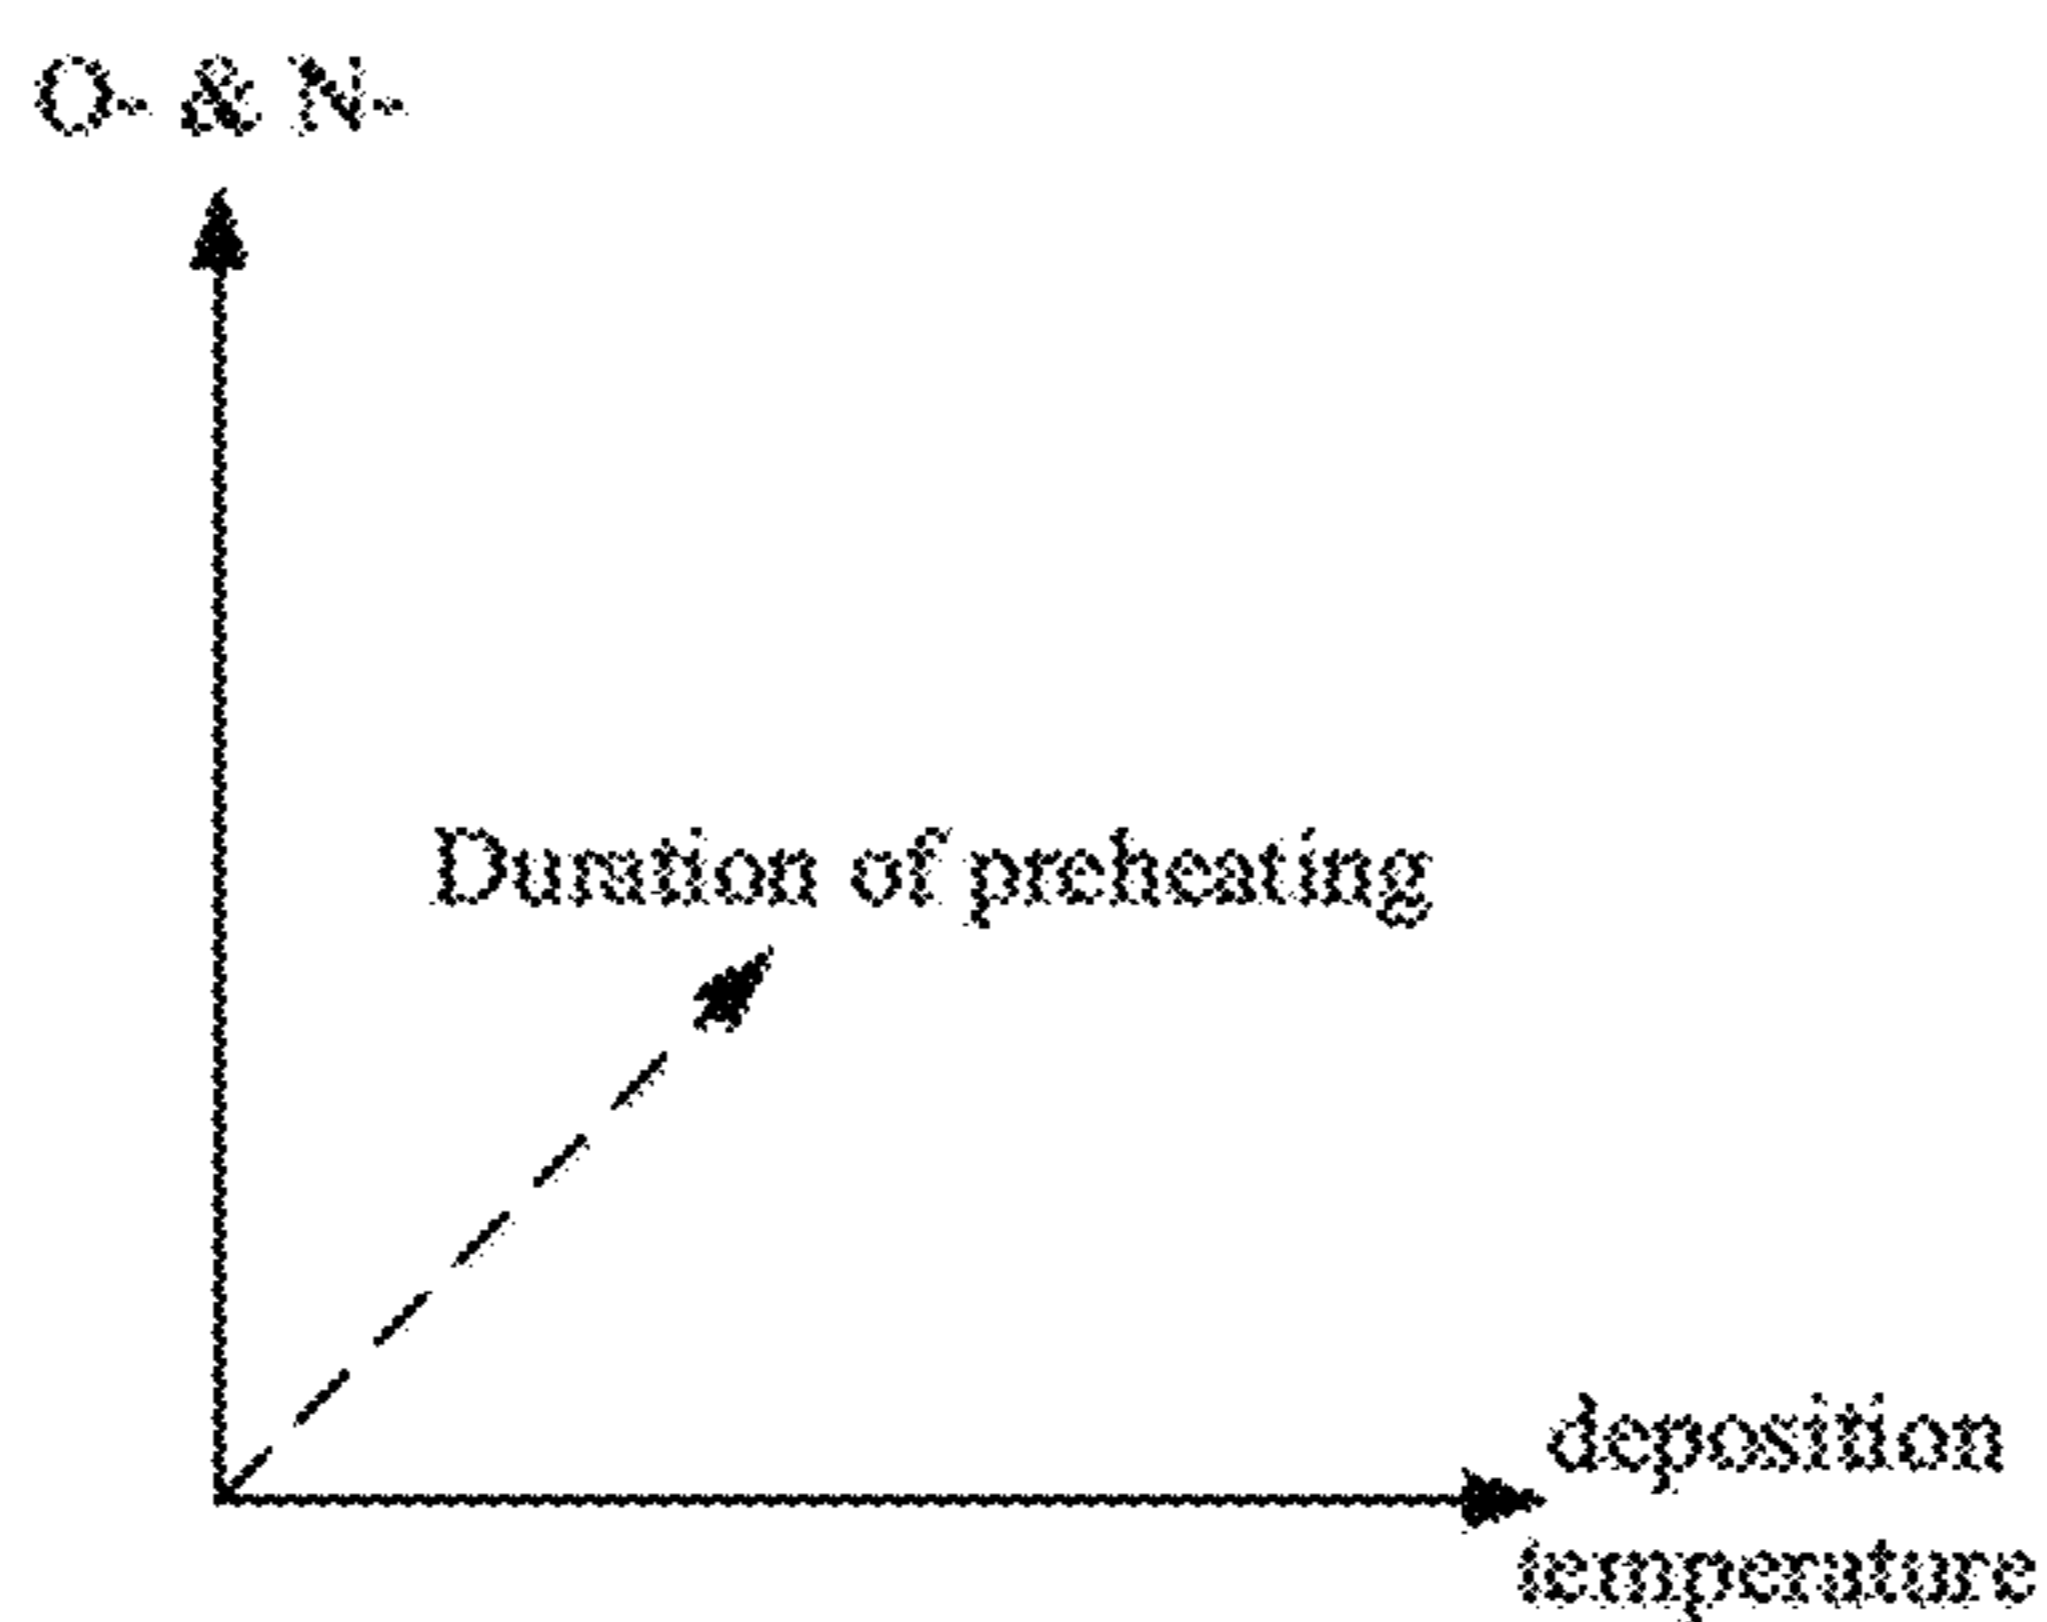 O- & N-
Duration of preheating
deposition
temperature